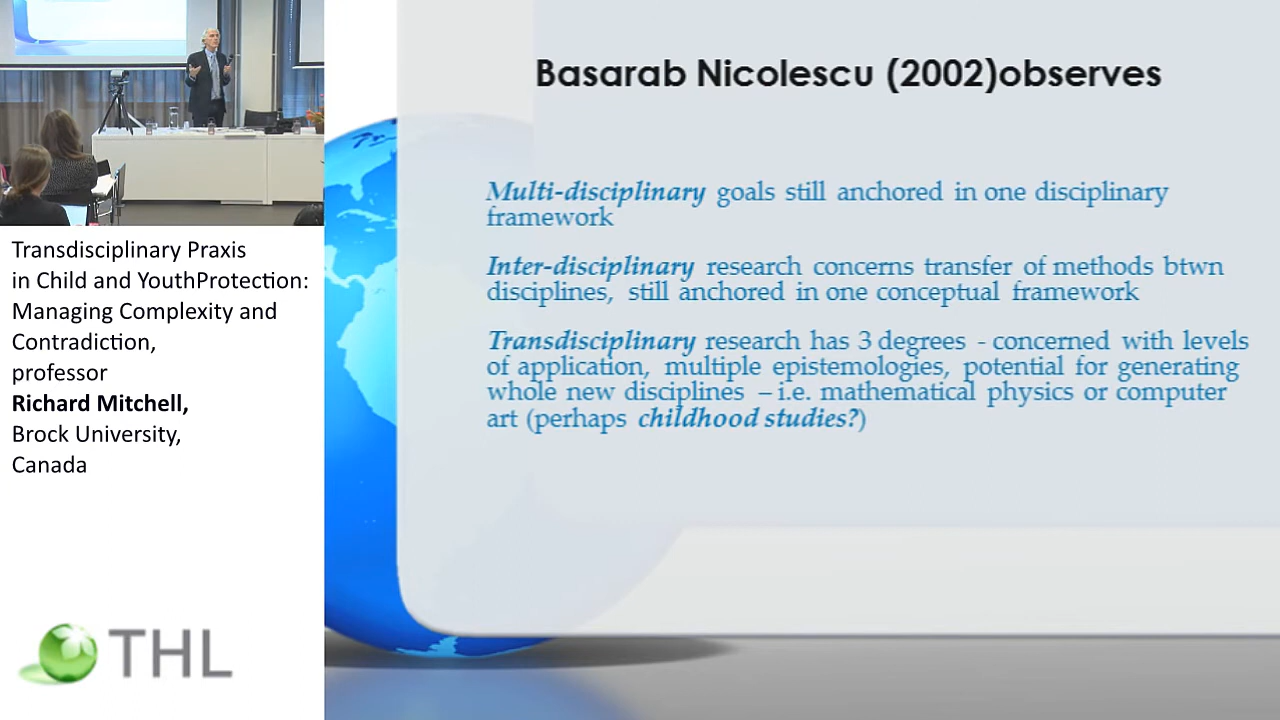 Transdisciplinary Praxis
in Child and YouthProtection:
Managing Complexity and
Contradiction,
professor
Richard Mitchell,
Brock University,
Canada
THL
Basarab Nicolescu (2002)observes
Multi-disciplinary goals still anchored in one disciplinary
framework
Inter-disciplinary research concerns transfer of methods btwn
disciplines, still anchored in one conceptual framework
Transdisciplinary research has 3 degrees - concerned with levels
of application, multiple epistemologies, potential for generating
whole new disciplines – i.e. mathematical physics or computer
art (perhaps childhood studies?)